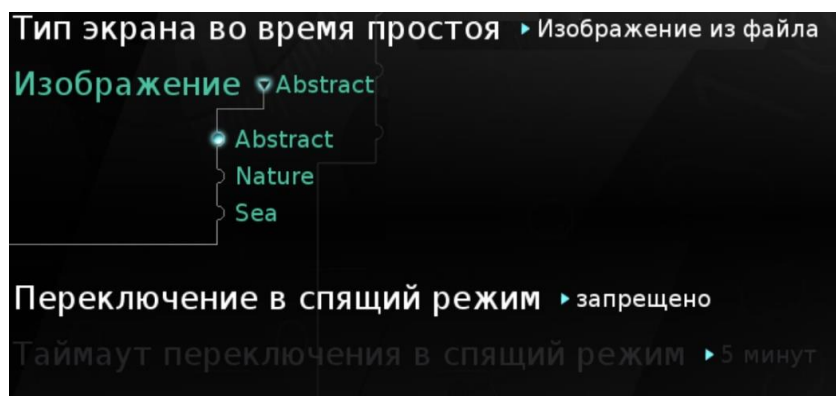 Тип экрана во время простоя Изображение из файла
Изображение Abstract
Abstract
Nature
Sea
Переключение в спящий режим запрещено
Таймаут переключения в спящий режим 5 минут